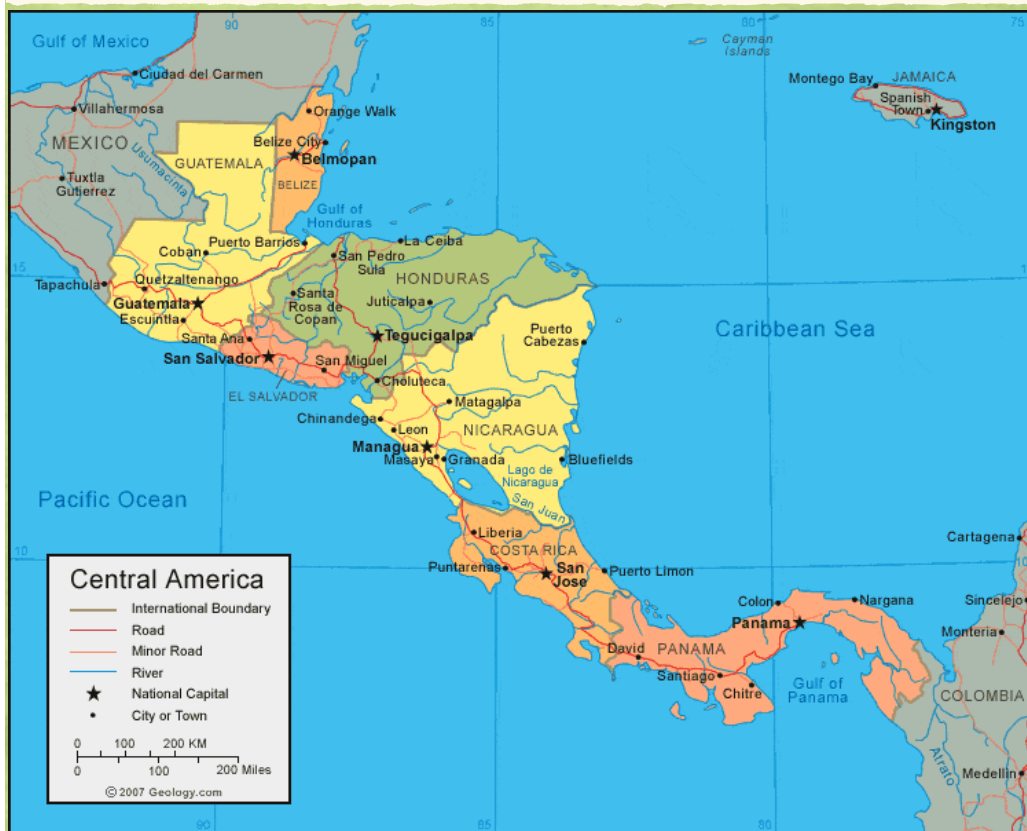 90
85
80
75
Gulf of Mexico
Cayman
Islands
Ciudad del Carmen
Montego Bay
JAMAICA
Spanish
Town
Kingston
Villahermosa
Orange Walk
MEXICO
Belize City
Belmopan
GUATEMALA
Usumacinta
Tuxtla
Gutierrez
BELIZE
Gulf of
Honduras
Puerto Barrios
La Ceiba
Coban
San Pedro
Sula
15
Tapachula
Quetzaltenango
HONDURAS
Guatemala
Santa
Rosa de
Copan
Juticalpa
Escuintla
Santa Ana
Tegucigalpa
Puerto
Cabezas
Caribbean Sea
San Salvador
San Miguel
EL SALVADOR
Choluteca
Chinandega
Matagalpa
Leon
NICARAGUA
Managua
Masaya
Granada
Bluefields
Lago de
Nicaragua
San Juan
Pacific Ocean
Liberia
Cartagena
COSTA RICA
10
Puntarenas
San
Jose
Puerto Limon
10
Colon
Nargana
Sincelejo
Panama
Monteria
David
PANAMA
Santiago
Chitre
Gulf of
Panama
COLOMBIA
Atrato
Medellin
Central America
International Boundary
Road
Minor Road
River
National Capital
City or Town
0 100 200 KM
0 100 200 Miles
© 2007 Geology.com
90
85
80